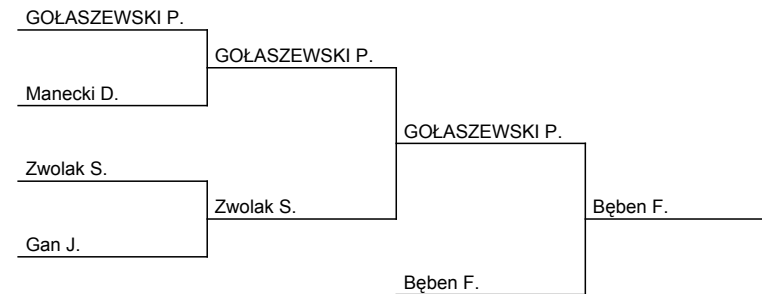 GOŁASZEWSKI P.
GOŁASZEWSKI P.
Manecki D.
GOŁASZEWSKI P.
Zwolak S.
Zwolak S.
Bęben F.
Gan J.
Bęben F.